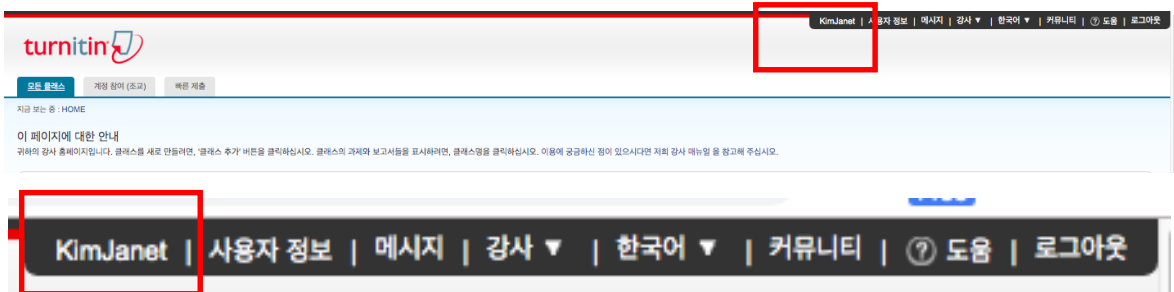 KimJanet | 사용자 정보 | 메시지 | 강사 ▼ | 한국어 ▼ | 커뮤니티 | ? 도움 | 로그아웃
turnitin
모든 클래스 계정 참여 (조교) 빠른 제출
지금 보는 중 : HOME
이 페이지에 대한 안내
귀하의 강사 홈페이지입니다. 클래스를 새로 만들려면, '클래스 추가' 버튼을 클릭하십시오. 클래스의 과제와 보고서들을 표시하려면, 클래스명을 클릭하십시오. 이용에 궁금하신 점이 있으시다면 저희 강사 매뉴얼 을 참고해 주십시오.
KimJanet | 사용자 정보 | 메시지 | 강사 ▼ | 한국어 ▼ | 커뮤니티 | ? 도움 | 로그아웃